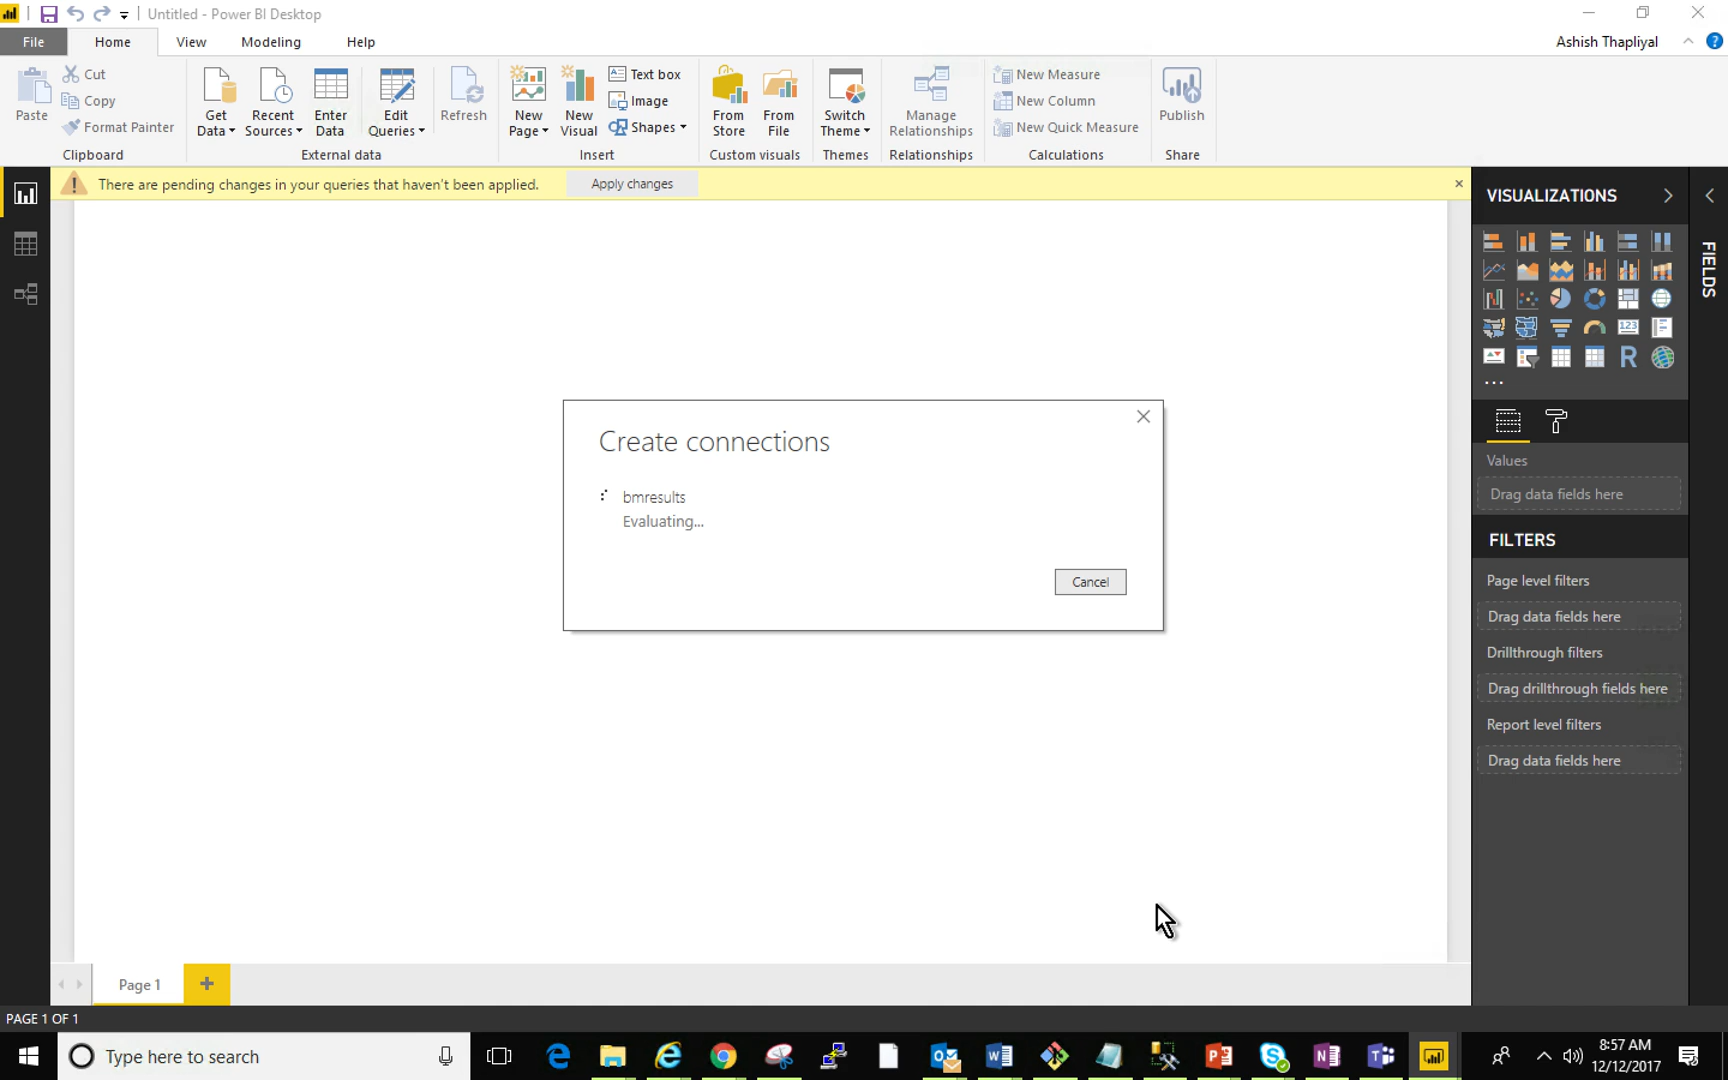 Untitled - Power BI Desktop
File
Home
View
Modeling
Help
Ashish Thapliyal
?
Paste
Cut
Copy
Format Painter
Clipboard
Get
Data
Recent
Sources
Enter
Data
Edit
Queries
Refresh
External data
New
Page
New
Visual
Text box
Image
Shapes
Insert
From
Store
From
File
Custom visuals
Switch
Theme
Themes
Manage
Relationships
Relationships
New Measure
New Column
New Quick Measure
Calculations
Publish
Share
There are pending changes in your queries that haven't been applied.
Apply changes
VISUALIZATIONS
FIELDS
123
R
Create connections
bmresults
Evaluating...
Cancel
Values
Drag data fields here
FILTERS
Page level filters
Drag data fields here
Drillthrough filters
Drag drillthrough fields here
Report level filters
Drag data fields here
Page 1
PAGE 1 OF 1
Type here to search
8:57 AM
12/12/2017